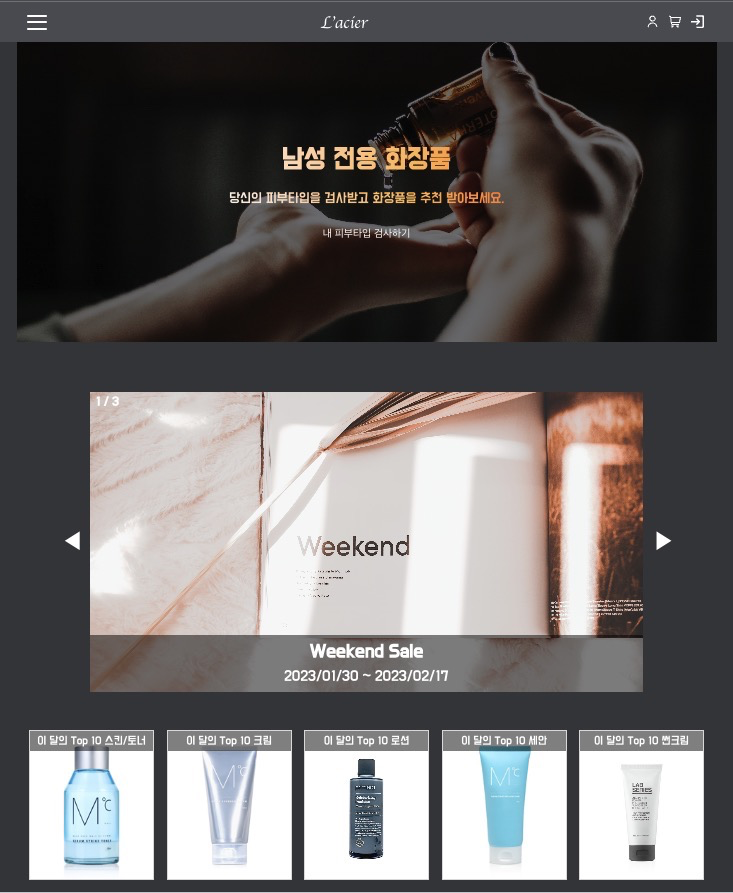 L'acier
남성 전용 화장품
당신의 피부타입을 검사받고 화장품을 추천 받아보세요.
내 피부타입 검사하기
1 / 3
Weekend
Weekend Sale
2023/01/30 ~ 2023/02/17
이 달의 Top 10 스킨/토너
이 달의 Top 10 크림
이 달의 Top 10 로션
이 달의 Top 10 세안
이 달의 Top 10 썬크림
M℃
M℃
M℃
LAB
SERIES